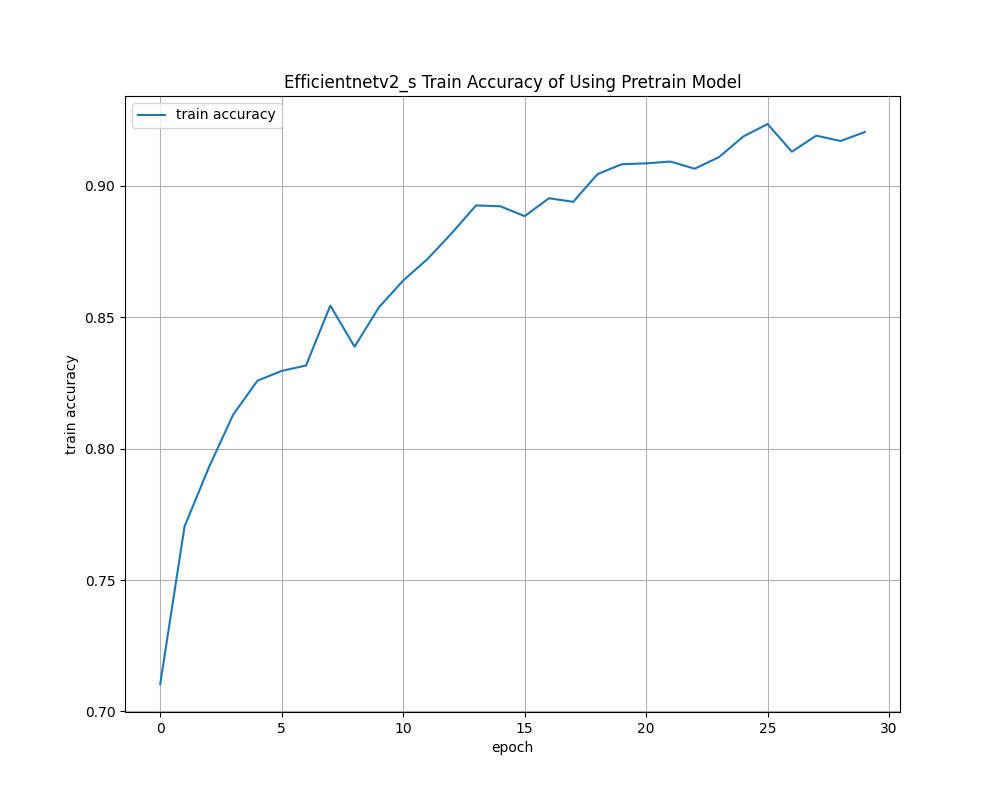 Efficientnetv2_s Train Accuracy of Using Pretrain Model
train accuracy
0.90
0.85
0.80
0.75
0.70
train accuracy
0 5 10 15 20 25 30
epoch